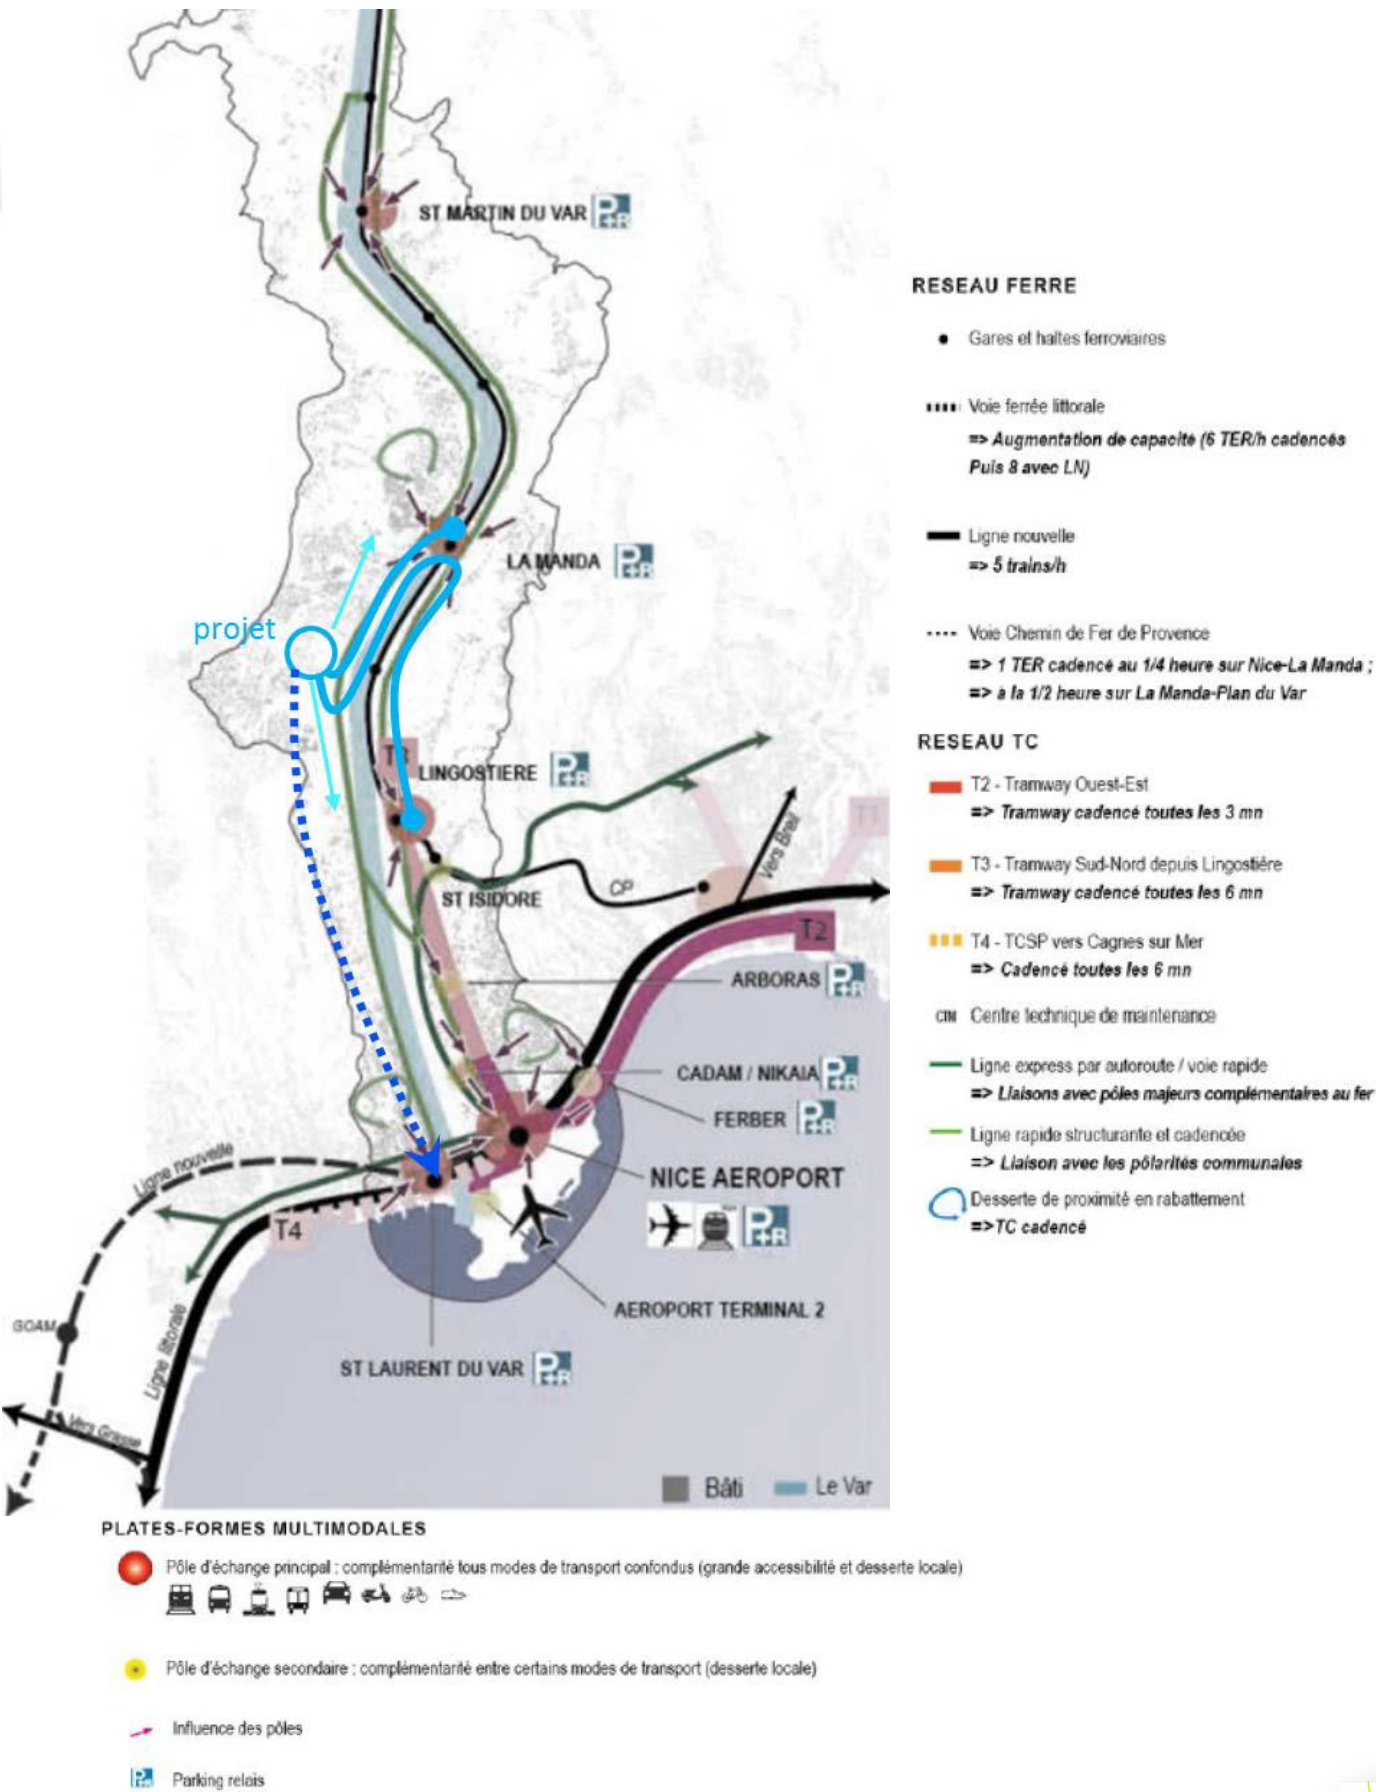 ST MARTIN DU VAR P+R
LA MANDA P+R
projet
T3
LINGOSTIERE P+R
T1
Vers Breil
CP
ST ISIDORE
T2
ARBORAS P+R
CADAM / NIKAIA P+R
FERBER P+R
NICE AEROPORT
P+R
Ligne nouvelle
T4
AEROPORT TERMINAL 2
GOAM
Ligne littorale
ST LAURENT DU VAR P+R
Vers Grasse
Bâti
Le Var
RESEAU FERRE
Gares et haltes ferroviaires
Voie ferrée littorale
=> Augmentation de capacité (6 TER/h cadencés
Puis 8 avec LN)
Ligne nouvelle
=> 5 trains/h
Voie Chemin de Fer de Provence
=> 1 TER cadencé au 1/4 heure sur Nice-La Manda ;
=> à la 1/2 heure sur La Manda-Plan du Var
RESEAU TC
T2 - Tramway Ouest-Est
=> Tramway cadencé toutes les 3 mn
T3 - Tramway Sud-Nord depuis Lingostière
=> Tramway cadencé toutes les 6 mn
T4 - TCSP vers Cagnes sur Mer
=> Cadencé toutes les 6 mn
Centre technique de maintenance
Ligne express par autoroute / voie rapide
=> Liaisons avec pôles majeurs complémentaires au fer
Ligne rapide structurante et cadencée
=> Liaison avec les pôlarités communales
Desserte de proximité en rabattement
=>TC cadencé
PLATES-FORMES MULTIMODALES
Pôle d'échange principal : complémentarité tous modes de transport confondus (grande accessibilité et desserte locale)
Pôle d'échange secondaire : complémentarité entre certains modes de transport (desserte locale)
Influence des pôles
P+R Parking relais